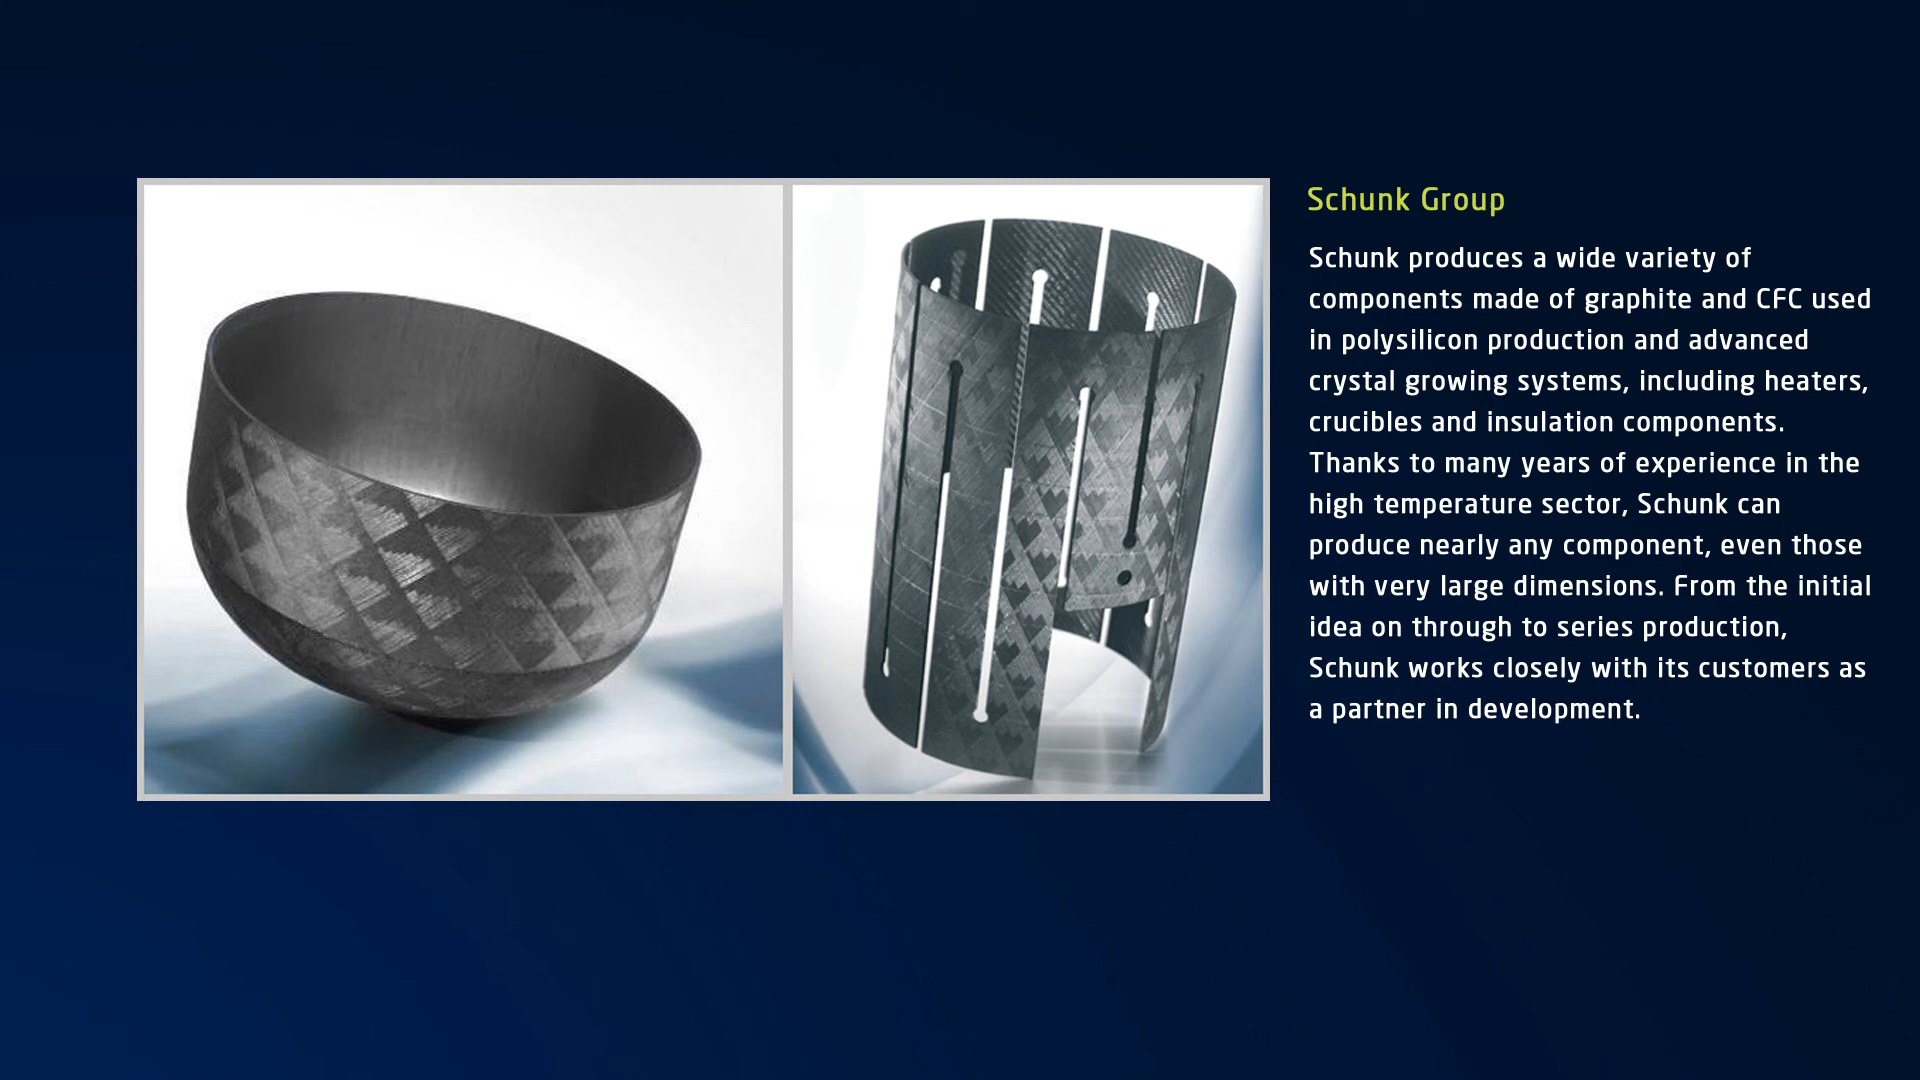 Schunk Group
Schunk produces a wide variety of
components made of graphite and CFC used
in polysilicon production and advanced
crystal growing systems, including heaters,
crucibles and insulation components.
Thanks to many years of experience in the
high temperature sector, Schunk can
produce nearly any component, even those
with very large dimensions. From the initial
idea on through to series production,
Schunk works closely with its customers as
a partner in development.